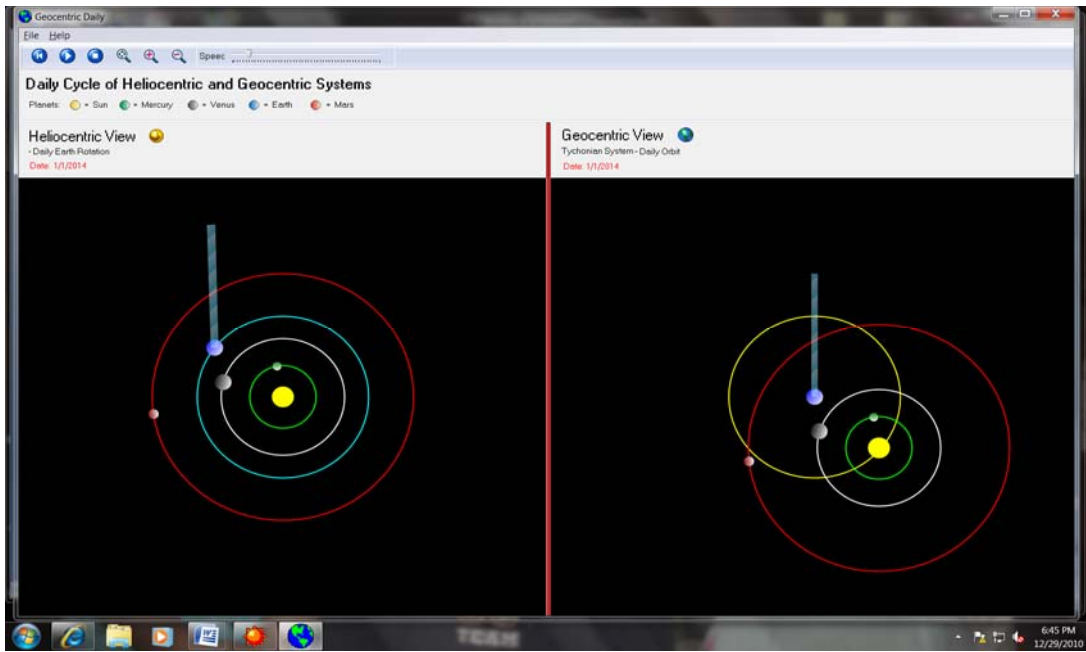 Geocentric Daily
File Help
Speec
Daily Cycle of Heliocentric and Geocentric Systems
Planets: = Sun = Mercury = Venus = Earth = Mars
Heliocentric View
- Daily Earth Rotation
Date: 1/1/2014
Geocentric View
Tychonian System - Daily Orbit
Date: 1/1/2014
TEAM
6:45 PM
12/29/2010